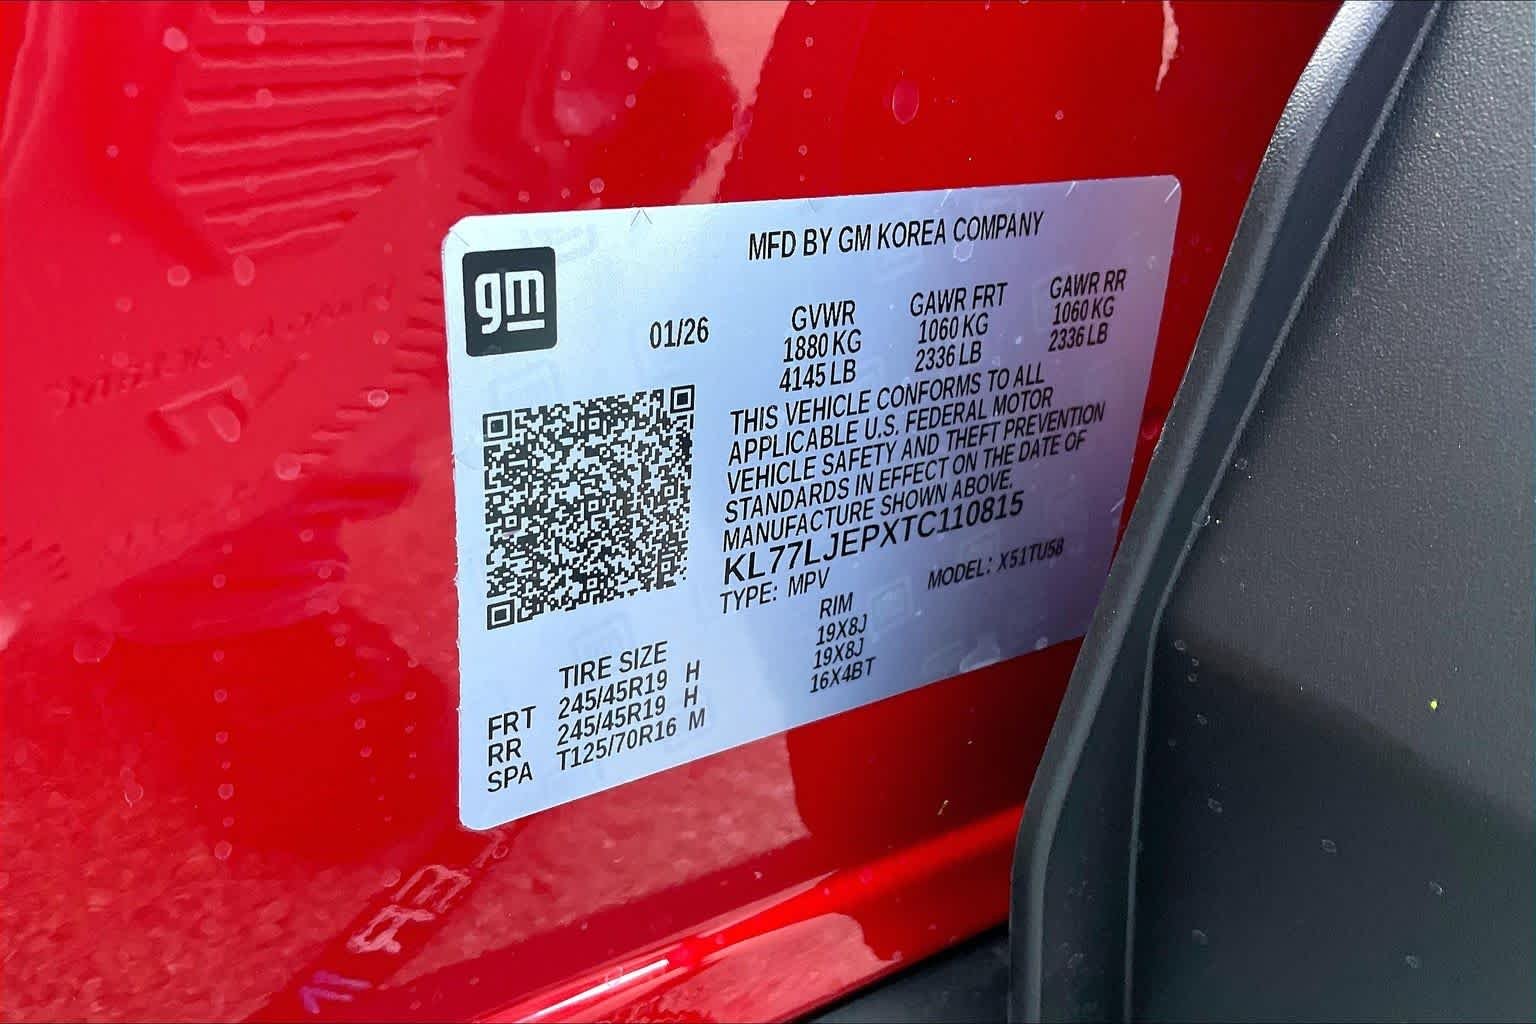 MFD BY GM KOREA COMPANY
gm
01/26
GVWR
1880 KG
4145 LB
GAWR FRT
1060 KG
2336 LB
GAWR RR
1060 KG
2336 LB
THIS VEHICLE CONFORMS TO ALL
APPLICABLE U.S. FEDERAL MOTOR
VEHICLE SAFETY AND THEFT PREVENTION
STANDARDS IN EFFECT ON THE DATE OF
MANUFACTURE SHOWN ABOVE.
KL77LJEPXTC110815
TYPE: MPV MODEL: X51TU58
TIRE SIZE RIM
FRT 245/45R19 H 19X8J
RR 245/45R19 H 19X8J
SPA T125/70R16 M 16X4BT